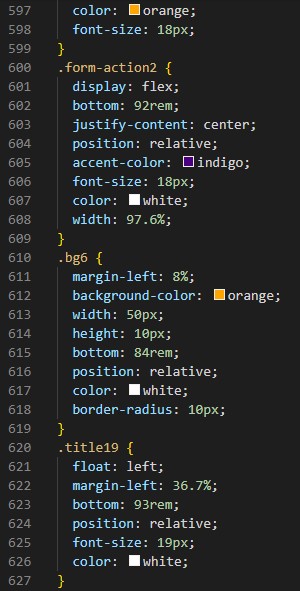 597 color: orange;
598 font-size: 18px;
599 }
600 .form-action2 {
601 display: flex;
602 bottom: 92rem;
603 justify-content: center;
604 position: relative;
605 accent-color: indigo;
606 font-size: 18px;
607 color: white;
608 width: 97.6%;
609 }
610 .bg6 {
611 margin-left: 8%;
612 background-color: orange;
613 width: 50px;
614 height: 10px;
615 bottom: 84rem;
616 position: relative;
617 color: white;
618 border-radius: 10px;
619 }
620 .title19 {
621 float: left;
622 margin-left: 36.7%;
623 bottom: 93rem;
624 position: relative;
625 font-size: 19px;
626 color: white;
627 }